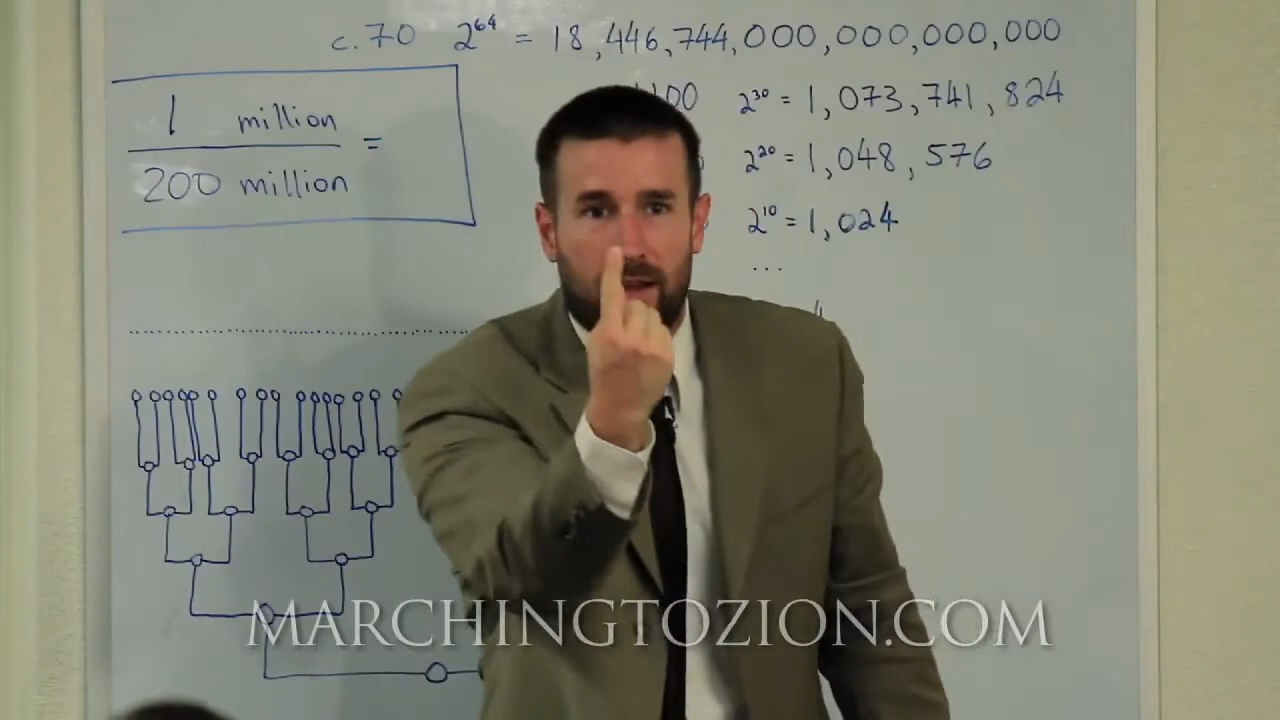 c.70 2^64 = 18,446,744,000,000,000,000
1 million
200 million
=
1100 2^30 = 1,073,741,824
2^20 = 1,048,576
2^10 = 1,024
...
MARCHINGTOZION.COM